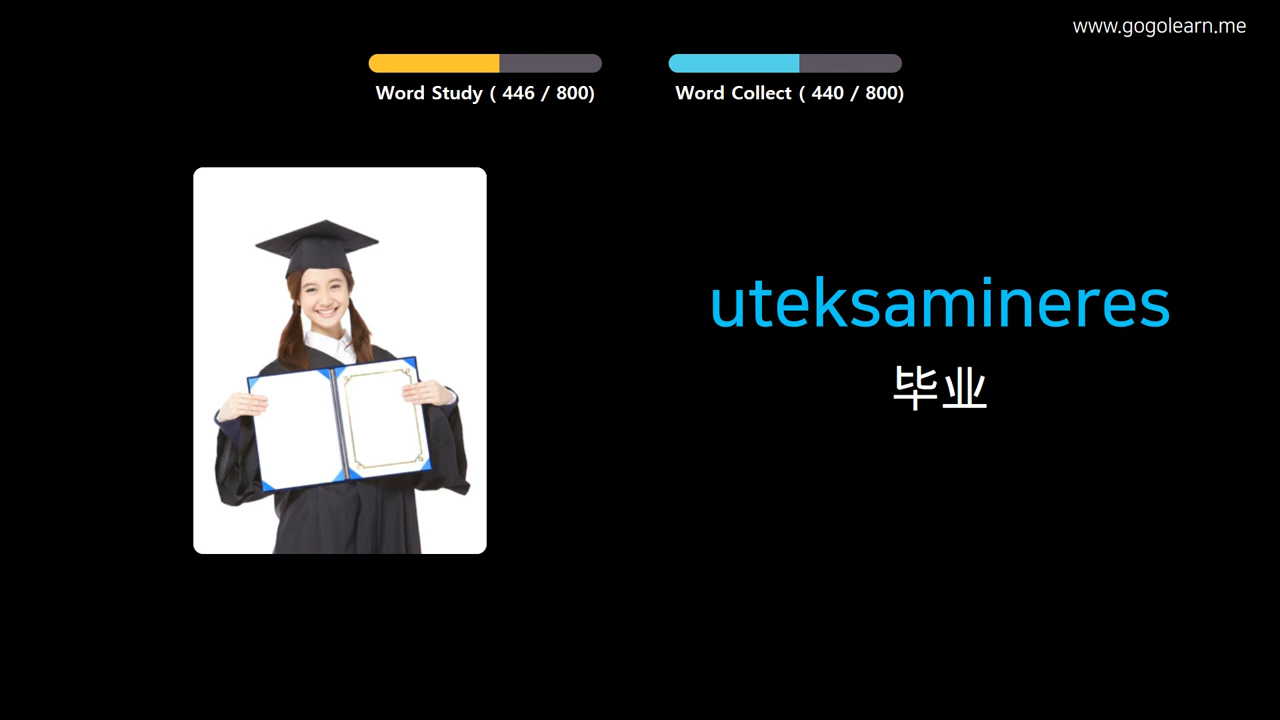 www.gogolearn.me
Word Study ( 446 / 800)
Word Collect ( 440 / 800)
uteksamineres
毕业